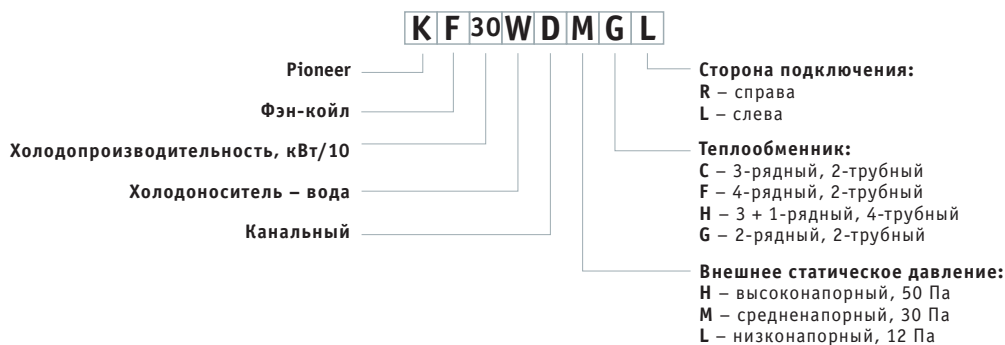 K F 30 W D M G L
Pioneer
Фэн-койл
Холодопроизводительность, кВт/10
Холодоноситель – вода
Канальный
Сторона подключения:
R – справа
L – слева
Теплообменник:
C – 3-рядный, 2-трубный
F – 4-рядный, 2-трубный
H – 3 + 1-рядный, 4-трубный
G – 2-рядный, 2-трубный
Внешнее статическое давление:
H – высоконапорный, 50 Па
M – средненапорный, 30 Па
L – низконапорный, 12 Па